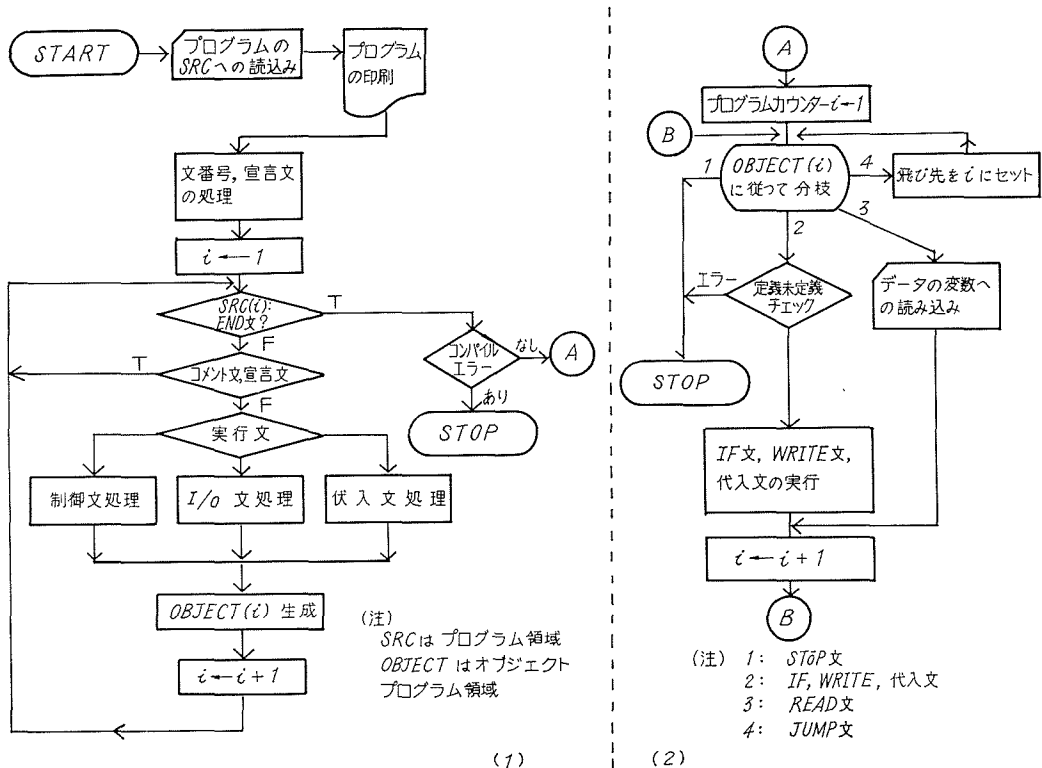 START
プログラムの
SRCへの読込み
プログラム
の印刷
文番号,宣言文
の処理
i←1
SRC(i):
END文?
T
F
コメント文,宣言文
T
F
実行文
制御文処理
I/O 文処理
伏入文処理
OBJECT(i) 生成
i←i+1
コンパイル
エラー
なし
A
あり
STOP
(注)
SRCは プログラム領域
OBJECT はオブジェクト
プログラム領域
(1)
A
プログラムカウンターi←1
B
OBJECT(i)
に従つて分枝
1
4
飛び先をiにセット
3
2
エラー
定義未定義
チェック
データの変数へ
の読み込み
STOP
IF文, WRITE文,
代入文の実行
i←i+1
B
(注) 1: STōP文
2: IF, WRITE, 代入文
3: READ文
4: JUMP文
(2)